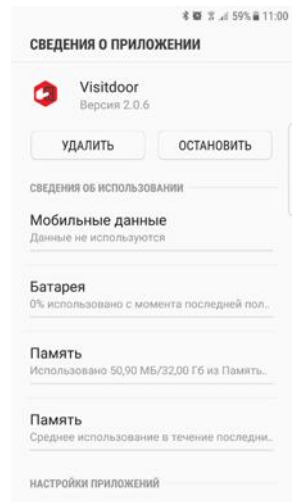 59% 11:00
СВЕДЕНИЯ О ПРИЛОЖЕНИИ
Visitdoor
Версия 2.0.6
УДАЛИТЬ ОСТАНОВИТЬ
СВЕДЕНИЯ ОБ ИСПОЛЬЗОВАНИИ
Мобильные данные
Данные не используются
Батарея
0% использовано с момента последней пол..
Память
Использовано 50,90 МБ/32,00 Гб из Память..
Память
Среднее использование в течение последни..
НАСТРОЙКИ ПРИЛОЖЕНИЙ